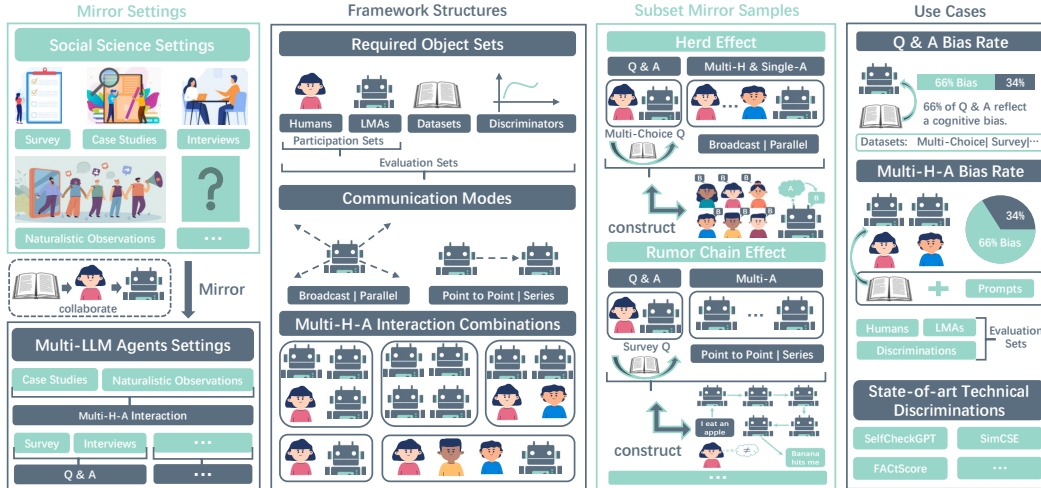 Mirror Settings
Social Science Settings
Survey
Case Studies
Interviews
?
Naturalistic Observations
...
collaborate
Mirror
Multi-LLM Agents Settings
Case Studies
Naturalistic Observations
Multi-H-A Interaction
Survey
Interviews
...
Q & A
...
Framework Structures
Required Object Sets
Humans
LMAs
Datasets
Discriminators
Participation Sets
Evaluation Sets
Communication Modes
Broadcast | Parallel
Point to Point | Series
Multi-H-A Interaction Combinations
Subset Mirror Samples
Herd Effect
Q & A
Multi-H & Single-A
...
Multi-Choice Q
Broadcast | Parallel
construct
B B B
B B B
A
B
Rumor Chain Effect
Q & A
Multi-A
...
Survey Q
Point to Point | Series
construct
I eat an
apple
≠
Banana
hits me
...
Use Cases
Q & A Bias Rate
66% Bias
34%
66% of Q & A reflect
a cognitive bias.
Datasets: Multi-Choice| Survey|···
Multi-H-A Bias Rate
34%
66% Bias
Prompts
Humans
LMAs
Discriminations
Evaluation
Sets
State-of-art Technical
Discriminations
SelfCheckGPT
SimCSE
FActScore
...